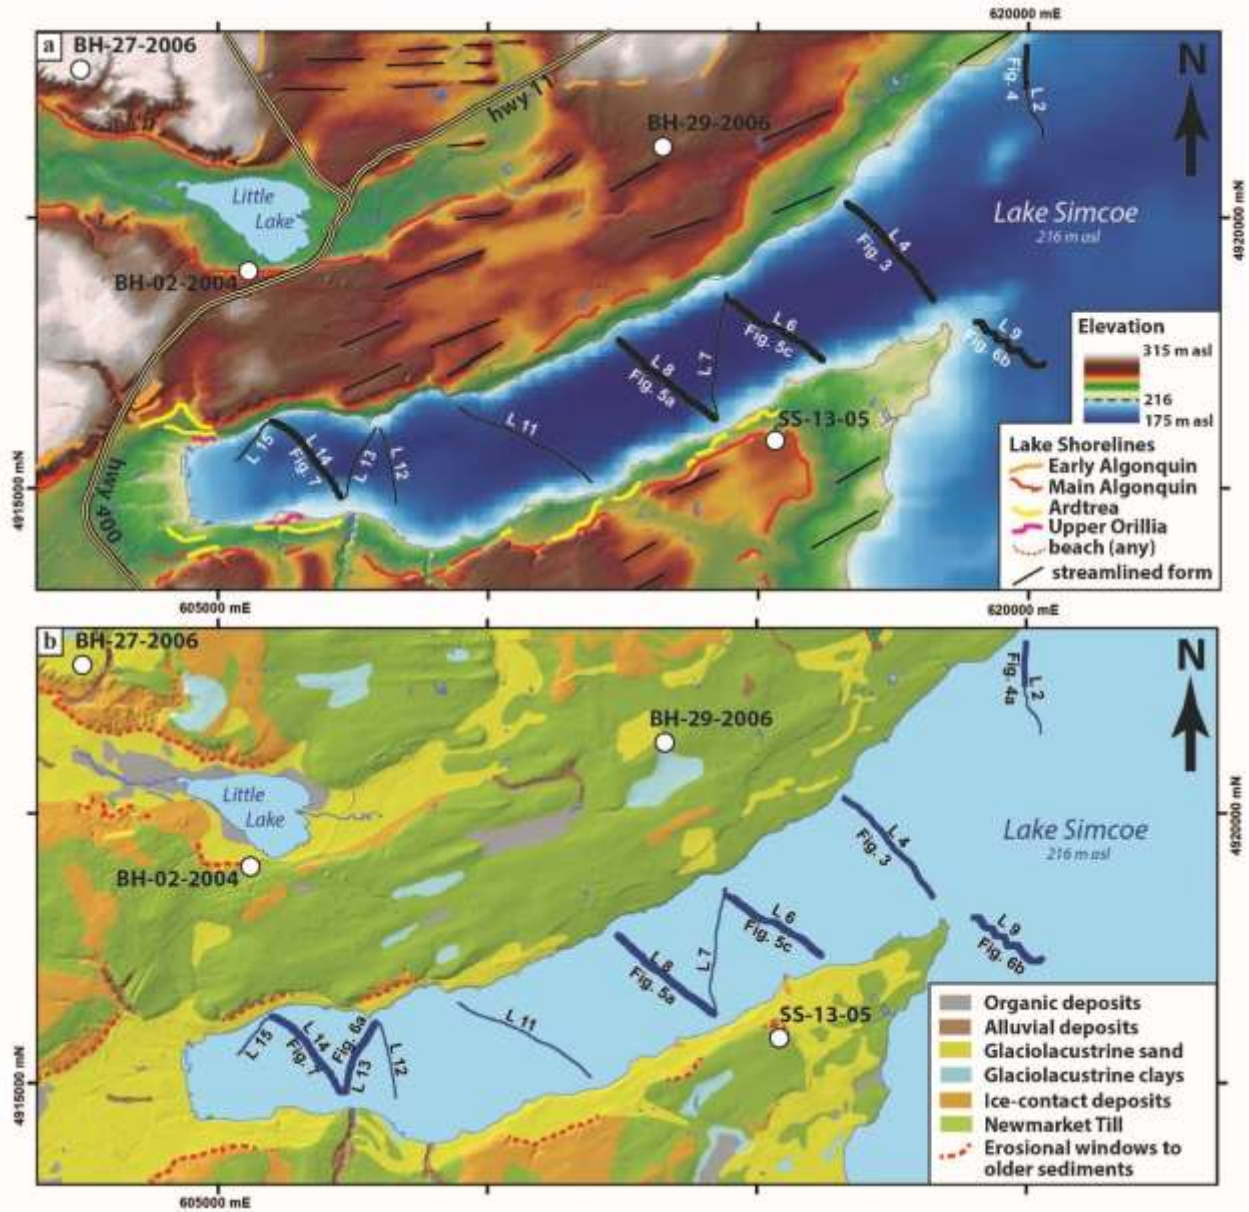 620000 mE
a
BH-27-2006
N
Fig. 4
L 2
hwy 11
BH-29-2006
Little
Lake
Lake Simcoe
216 m asl
4920000 mN
L 4
Fig. 3
BH-02-2004
L 6
Fig. 5c
L 9
Fig. 6b
L 7
L 8
Fig. 5a
Elevation
315 m asl
216
175 m asl
SS-13-05
L 11
L 15
L 14
Fig. 7
L 13
L 12
hwy 400
4915000 mN
Lake Shorelines
Early Algonquin
Main Algonquin
Ardtrea
Upper Orillia
beach (any)
streamlined form
605000 mE
620000 mE
b
BH-27-2006
N
Fig. 4a
L 2
BH-29-2006
Little
Lake
Lake Simcoe
216 m asl
4920000 mN
L 4
Fig. 3
BH-02-2004
L 6
Fig. 5c
L 9
Fig. 6b
L 7
L 8
Fig. 5a
SS-13-05
L 11
L 15
L 14
Fig. 7
Fig. 6a
L 13
L 12
4915000 mN
Organic deposits
Alluvial deposits
Glaciolacustrine sand
Glaciolacustrine clays
Ice-contact deposits
Newmarket Till
Erosional windows to
older sediments
605000 mE
620000 mE